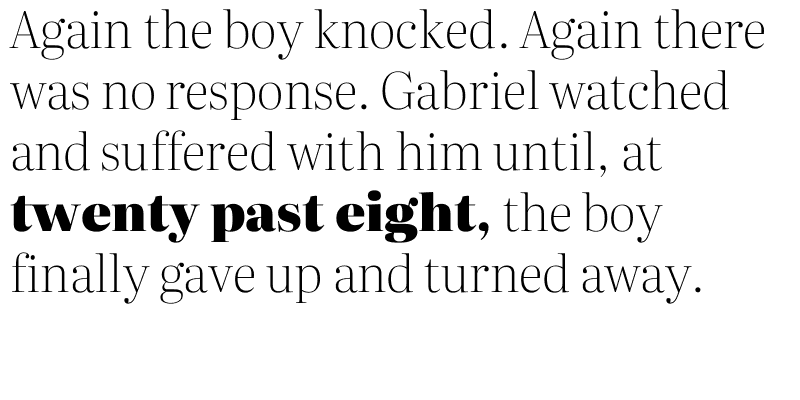 Again the boy knocked. Again there
was no response. Gabriel watched
and suffered with him until, at
twenty past eight, the boy
finally gave up and turned away.